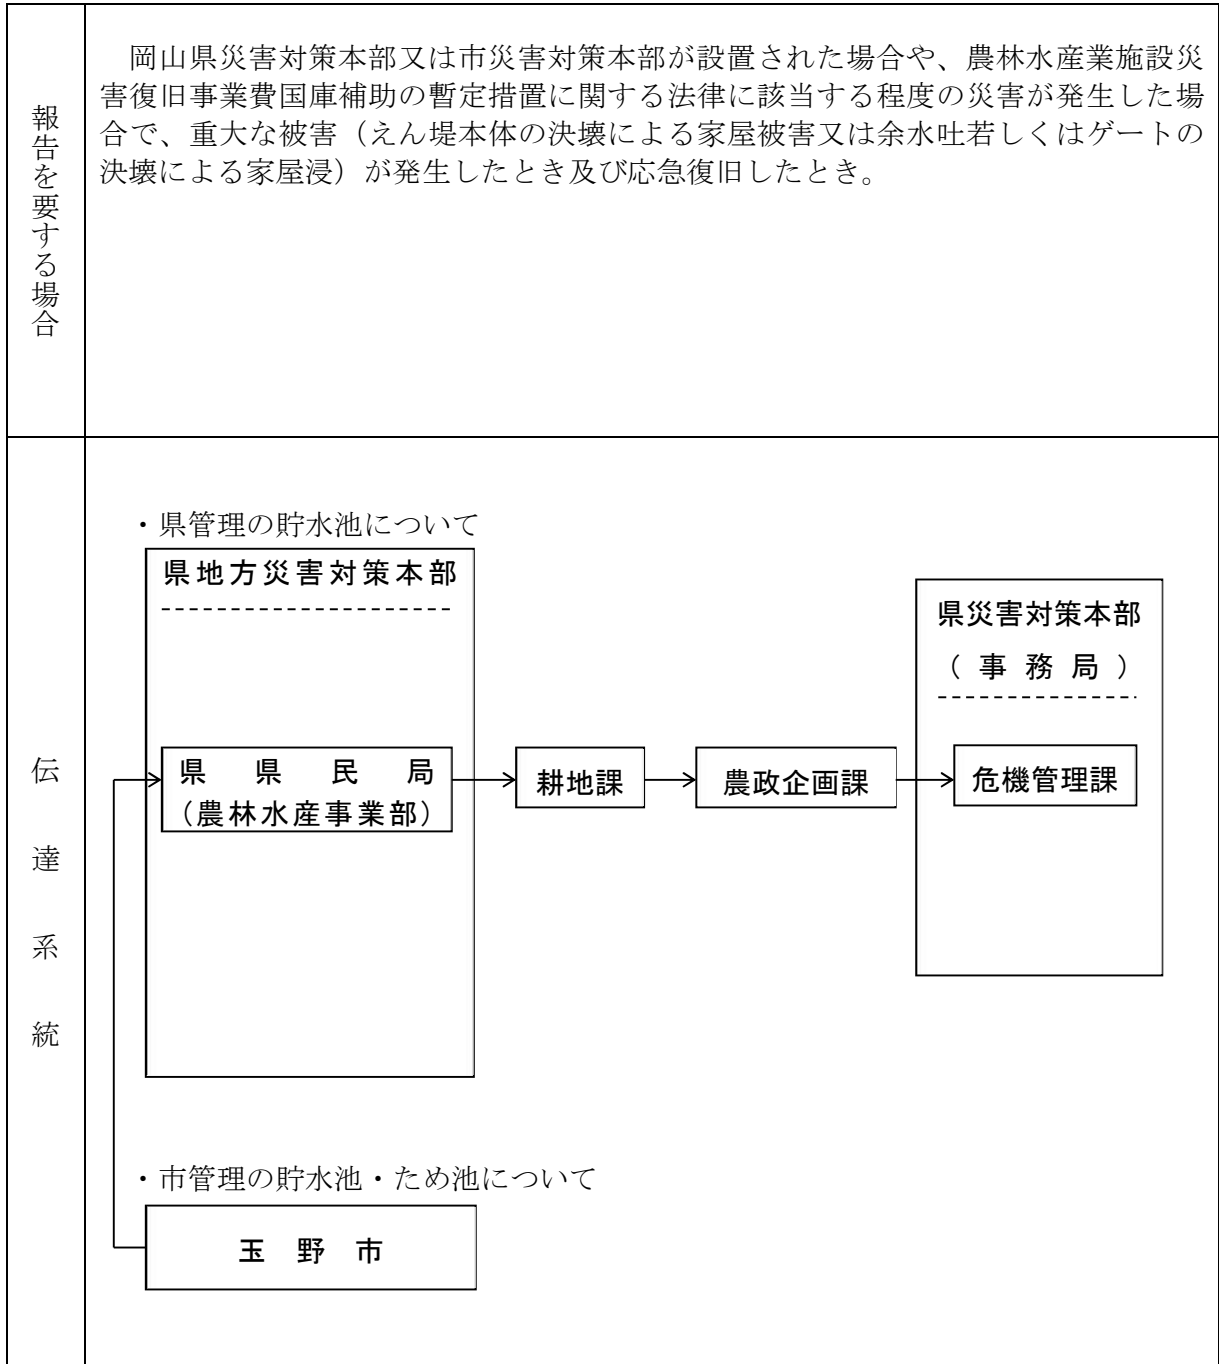 報告を要する場合
岡山県災害対策本部又は市災害対策本部が設置された場合や、農林水産業施設災
害復旧事業費国庫補助の暫定措置に関する法律に該当する程度の災害が発生した場
合で、重大な被害（えん堤本体の決壊による家屋被害又は余水吐若しくはゲートの
決壊による家屋浸）が発生したとき及び応急復旧したとき。
伝達系統
・県管理の貯水池について
県地方災害対策本部
県県民局
（農林水産事業部）
耕地課
農政企画課
県災害対策本部
（事務局）
危機管理課
・市管理の貯水池・ため池について
玉野市